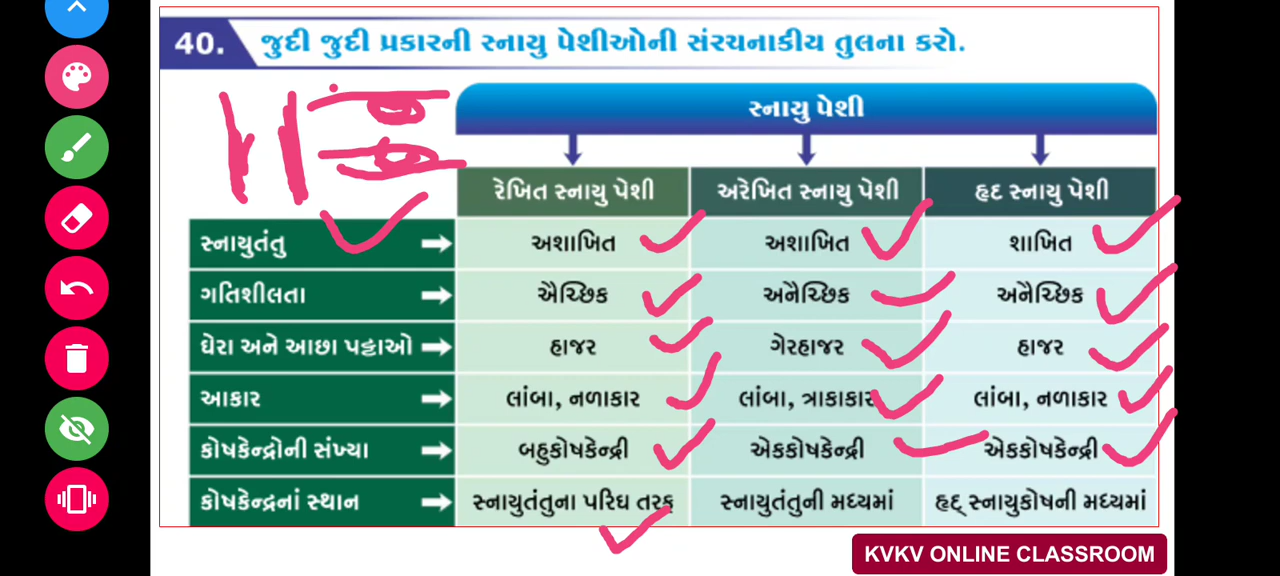 40. જુદી જુદી પ્રકારની સ્નાયુ પેશીઓની સંરચનાકીય તુલના કરો.
સ્નાયુ પેશી
રેખિત સ્નાયુ પેશી અરેખિત સ્નાયુ પેશી હૃદ સ્નાયુ પેશી
સ્નાયુતંતુ અશાખિત અશાખિત શાખિત
ગતિશીલતા ઐચ્છિક અનૈચ્છિક અનૈચ્છિક
ઘેરા અને આછા પટ્ટાઓ હાજર ગેરહાજર હાજર
આકાર લાંબા, નળાકાર લાંબા, ત્રાકાકાર લાંબા, નળાકાર
કોષકેન્દ્રોની સંખ્યા બહુકોષકેન્દ્રી એકકોષકેન્દ્રી એકકોષકેન્દ્રી
કોષકેન્દ્રનાં સ્થાન સ્નાયુતંતુના પરિઘ તરફ સ્નાયુતંતુની મધ્યમાં હૃદ્ સ્નાયુકોષની મધ્યમાં
KVKV ONLINE CLASSROOM